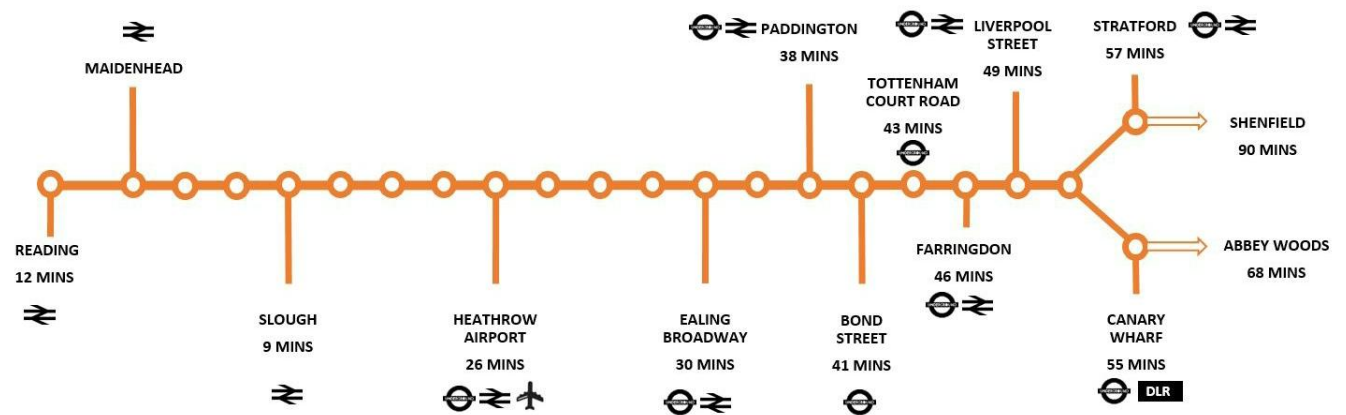 MAIDENHEAD
PADDINGTON
38 MINS
LIVERPOOL
STREET
49 MINS
STRATFORD
57 MINS
TOTTENHAM
COURT ROAD
43 MINS
SHENFIELD
90 MINS
READING
12 MINS
FARRINGDON
46 MINS
ABBEY WOODS
68 MINS
SLOUGH
9 MINS
HEATHROW
AIRPORT
26 MINS
EALING
BROADWAY
30 MINS
BOND
STREET
41 MINS
CANARY
WHARF
55 MINS
DLR